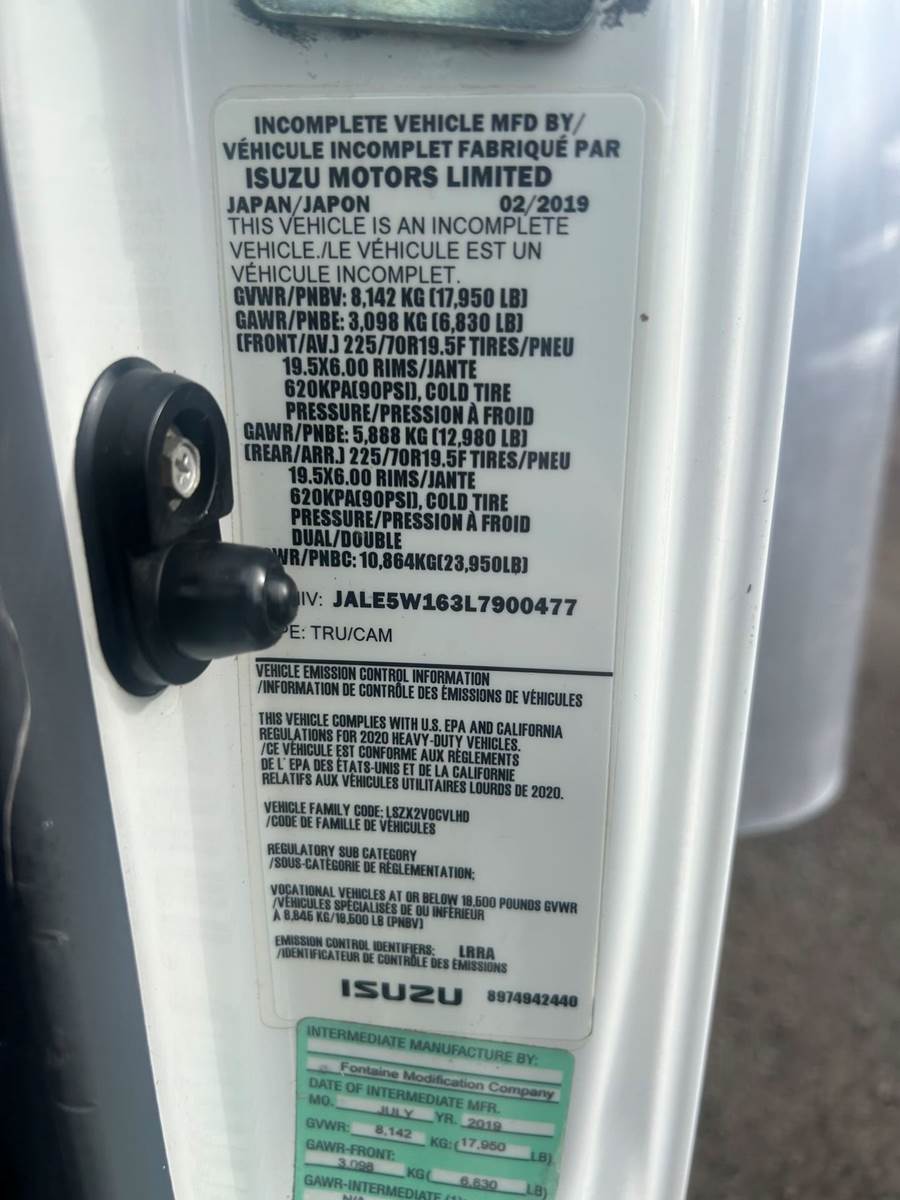 INCOMPLETE VEHICLE MFD BY/
VÉHICULE INCOMPLET FABRIQUÉ PAR
ISUZU MOTORS LIMITED
JAPAN/JAPON 02/2019
THIS VEHICLE IS AN INCOMPLETE
VEHICLE./LE VÉHICULE EST UN
VÉHICULE INCOMPLET.
GVWR/PNBV: 8,142 KG (17,950 LB)
GAWR/PNBE: 3,098 KG (6,830 LB)
(FRONT/AV.) 225/70R19.5F TIRES/PNEU
19.5X6.00 RIMS/JANTE
620KPA(90PSI), COLD TIRE
PRESSURE/PRESSION À FROID
GAWR/PNBE: 5,888 KG (12,980 LB)
(REAR/ARR.) 225/70R19.5F TIRES/PNEU
19.5X6.00 RIMS/JANTE
620KPA(90PSI), COLD TIRE
PRESSURE/PRESSION À FROID
DUAL/DOUBLE
WR/PNBC: 10,864KG(23,950LB)
IV: JALE5W163L7900477
PE: TRU/CAM
VEHICLE EMISSION CONTROL INFORMATION
/INFORMATION DE CONTRÔLE DES ÉMISSIONS DE VÉHICULES
THIS VEHICLE COMPLIES WITH U.S. EPA AND CALIFORNIA
REGULATIONS FOR 2020 HEAVY-DUTY VEHICLES.
/CE VÉHICULE EST CONFORME AUX RÈGLEMENTS
DE L' EPA DES ÉTATS-UNIS ET DE LA CALIFORNIE
RELATIFS AUX VÉHICULES UTILITAIRES LOURDS DE 2020.
VEHICLE FAMILY CODE: LSZX2VOCVLHD
/CODE DE FAMILLE DE VÉHICULES
REGULATORY SUB CATEGORY
/SOUS-CATÉGORIE DE RÉGLEMENTATION:
VOCATIONAL VEHICLES AT OR BELOW 19,500 POUNDS GVWR
/VÉHICULES SPÉCIALISÉS DE OU INFÉRIEUR
À 8,845 KG/19,500 LB (PNBV)
EMISSION CONTROL IDENTIFIERS: LRRA
/IDENTIFICATEUR DE CONTRÔLE DES ÉMISSIONS
ISUZU 8974942440
INTERMEDIATE MANUFACTURE BY:
Fontaine Modification Company
DATE OF INTERMEDIATE MFR.
MO. JULY YR. 2019
GVWR: 8,142 KG: (17,950 LB)
GAWR-FRONT:
3,098 KG( 6,830 LB)
GAWR-INTERMEDIATE